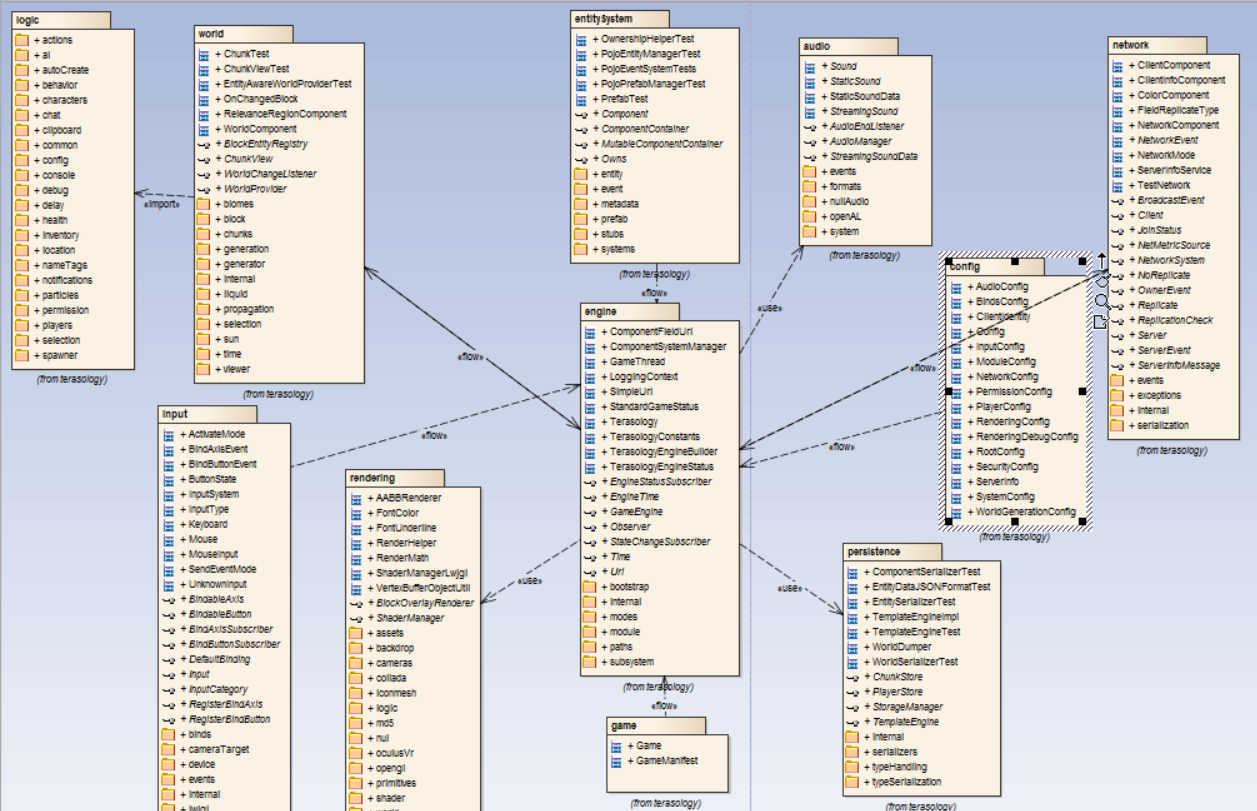 logic
+ actions
+ ai
+ autoCreate
+ behavior
+ characters
+ chat
+ clipboard
+ common
+ config
+ console
+ debug
+ delay
+ health
+ inventory
+ location
+ nameTags
+ notifications
+ particles
+ permission
+ players
+ selection
+ spawner
(from terasology)
«import»
world
+ ChunkTest
+ ChunkViewTest
+ EntityAwareWorldProviderTest
+ OnChangedBlock
+ RelevanceRegionComponent
+ WorldComponent
+ BlockEntityRegistry
+ ChunkView
+ WorldChangeListener
+ WorldProvider
+ biomes
+ block
+ chunks
+ generation
+ generator
+ internal
+ liquid
+ propagation
+ selection
+ sun
+ time
+ viewer
(from terasology)
entitySystem
+ OwnershipHelperTest
+ PojoEntityManagerTest
+ PojoEventSystemTests
+ PojoPrefabManagerTest
+ PrefabTest
+ Component
+ ComponentContainer
+ MutableComponentContainer
+ Owns
+ entity
+ event
+ metadata
+ prefab
+ stubs
+ systems
(from terasology)
«flow»
audio
+ Sound
+ StaticSound
+ StaticSoundData
+ StreamingSound
+ AudioEndListener
+ AudioManager
+ StreamingSoundData
+ events
+ formats
+ nullAudio
+ openAL
+ system
(from terasology)
«use»
network
+ ClientComponent
+ ClientInfoComponent
+ ColorComponent
+ FieldReplicateType
+ NetworkComponent
+ NetworkEvent
+ NetworkMode
+ ServerInfoService
+ TestNetwork
+ BroadcastEvent
+ Client
+ JoinStatus
+ NetMetricSource
+ NetworkSystem
+ NoReplicate
+ OwnerEvent
+ Replicate
+ ReplicationCheck
+ Server
+ ServerEvent
+ ServerInfoMessage
+ events
+ exceptions
+ internal
+ serialization
(from terasology)
config
+ AudioConfig
+ BindsConfig
+ ClientIdentity
+ Config
+ InputConfig
+ ModuleConfig
+ NetworkConfig
+ PermissionConfig
+ PlayerConfig
+ RenderingConfig
+ RenderingDebugConfig
+ RootConfig
+ SecurityConfig
+ ServerInfo
+ SystemConfig
+ WorldGenerationConfig
(from terasology)
«flow»
«flow»
«flow»
engine
+ ComponentFieldUri
+ ComponentSystemManager
+ GameThread
+ LoggingContext
+ SimpleUri
+ StandardGameStatus
+ Terasology
+ TerasologyConstants
+ TerasologyEngineBuilder
+ TerasologyEngineStatus
+ EngineStatusSubscriber
+ EngineTime
+ GameEngine
+ Observer
+ StateChangeSubscriber
+ Time
+ Uri
+ bootstrap
+ internal
+ modes
+ module
+ paths
+ subsystem
(from terasology)
«flow»
input
+ ActivateMode
+ BindAxisEvent
+ BindButtonEvent
+ ButtonState
+ InputSystem
+ InputType
+ Keyboard
+ Mouse
+ MouseInput
+ SendEventMode
+ UnknownInput
+ BindableAxis
+ BindableButton
+ BindAxisSubscriber
+ BindButtonSubscriber
+ DefaultBinding
+ Input
+ InputCategory
+ RegisterBindAxis
+ RegisterBindButton
+ binds
+ cameraTarget
+ device
+ events
+ internal
+ lwjgl
«flow»
rendering
+ AABBRenderer
+ FontColor
+ FontUnderline
+ RenderHelper
+ RenderMath
+ ShaderManagerLwjgl
+ VertexBufferObjectUtil
+ BlockOverlayRenderer
+ ShaderManager
+ assets
+ backdrop
+ cameras
+ collada
+ iconmesh
+ logic
+ md5
+ nui
+ oculusVr
+ opengl
+ primitives
+ shader
«use»
«use»
game
+ Game
+ GameManifest
(from terasology)
persistence
+ ComponentSerializerTest
+ EntityDataJSONFormatTest
+ EntitySerializerTest
+ TemplateEngineImpl
+ TemplateEngineTest
+ WorldDumper
+ WorldSerializerTest
+ ChunkStore
+ PlayerStore
+ StorageManager
+ TemplateEngine
+ internal
+ serializers
+ typeHandling
+ typeSerialization
(from terasology)